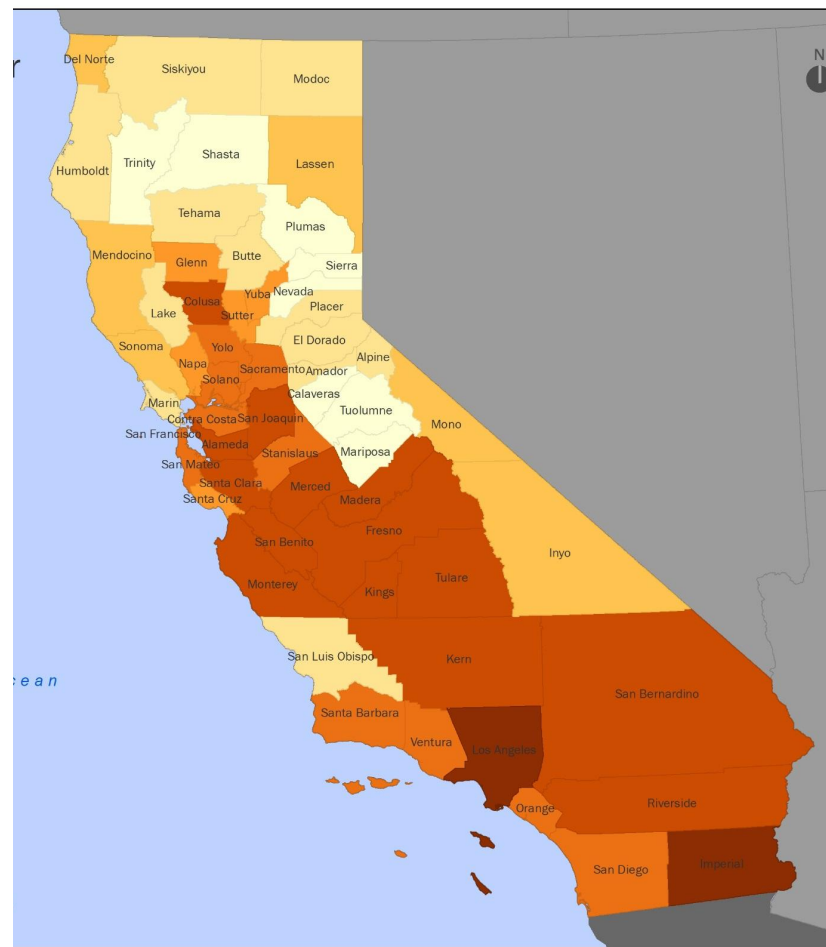 r
N
Del Norte
Siskiyou
Modoc
Humboldt
Trinity
Shasta
Lassen
Tehama
Plumas
Mendocino
Glenn
Butte
Sierra
Colusa
Yuba
Nevada
Lake
Sutter
Placer
Sonoma
Yolo
El Dorado
Napa
Sacramento
Alpine
Solano
Amador
Marin
Calaveras
Contra Costa
San Joaquin
Tuolumne
Mono
San Francisco
Alameda
Mariposa
Stanislaus
San Mateo
Santa Clara
Merced
Santa Cruz
Madera
Fresno
San Benito
Inyo
Monterey
Kings
Tulare
San Luis Obispo
Kern
cean
San Bernardino
Santa Barbara
Ventura
Los Angeles
Orange
Riverside
San Diego
Imperial